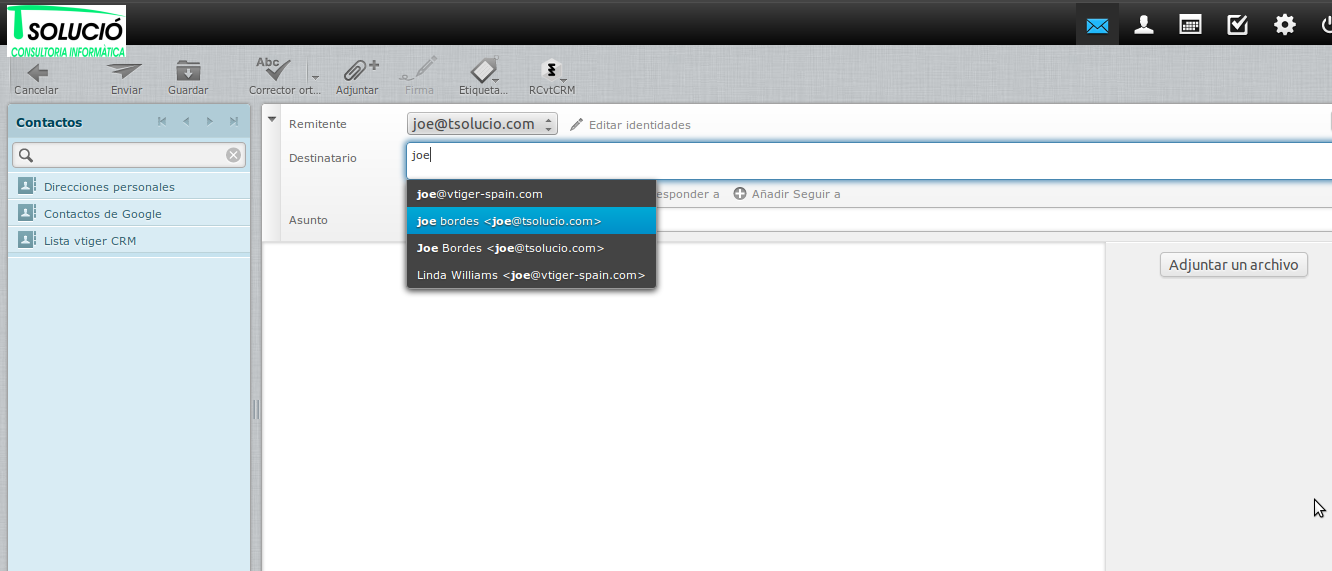 TSOLUCIÓ
CONSULTORIA INFORMÀTICA
Cancelar
Enviar
Guardar
Abc
Corrector ort...
Adjuntar
Firma
Etiqueta...
RCvtCRM
Contactos
Direcciones personales
Contactos de Google
Lista vtiger CRM
Remitente
joe@tsolucio.com
Editar identidades
Destinatario
joe
joe@vtiger-spain.com
joe bordes <joe@tsolucio.com>
Joe Bordes <joe@tsolucio.com>
Linda Williams <joe@vtiger-spain.com>
esponder a
Añadir Seguir a
Asunto
Adjuntar un archivo